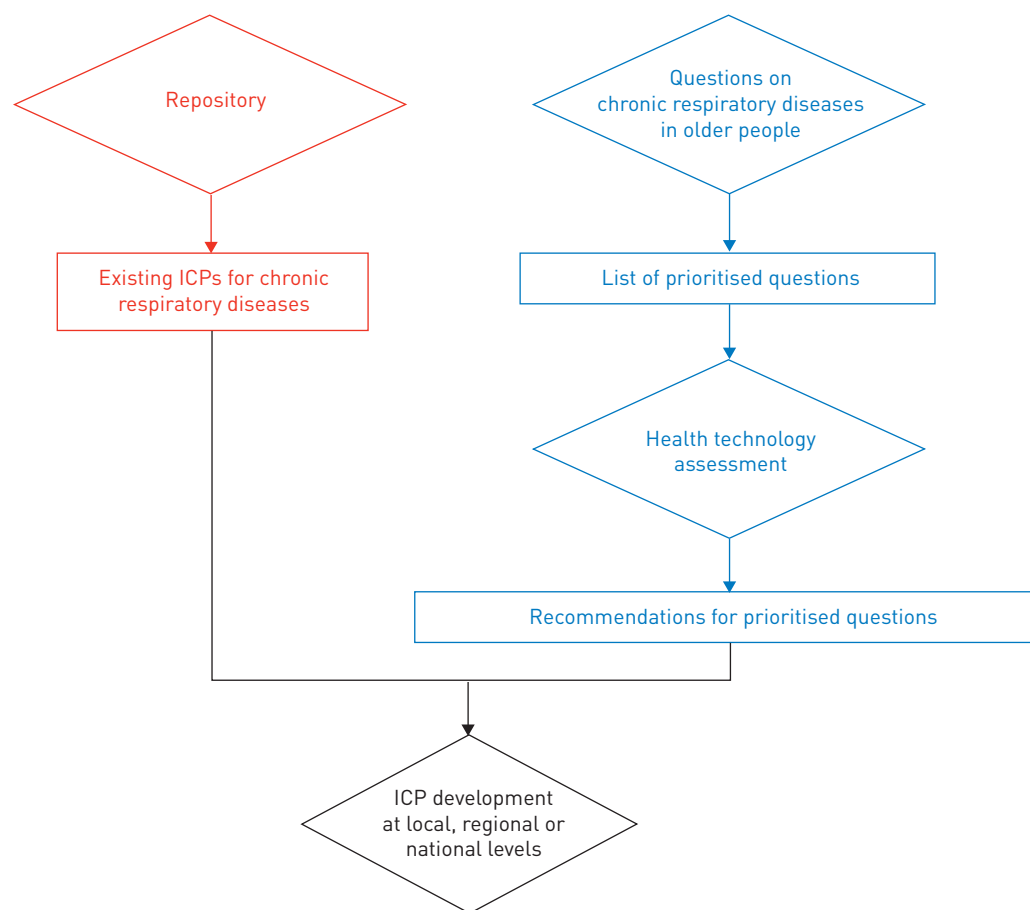 Repository
Existing ICPs for chronic
respiratory diseases
Questions on
chronic respiratory diseases
in older people
List of prioritised questions
Health technology
assessment
Recommendations for prioritised questions
ICP development
at local, regional or
national levels